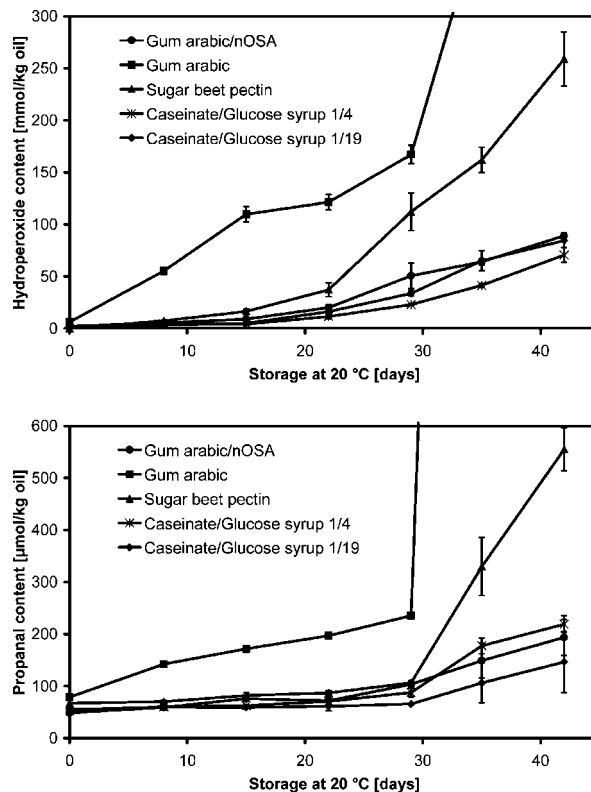 300
250
200
150
100
50
0
Hydroperoxide content [mmol/kg oil]
Gum arabic/nOSA
Gum arabic
Sugar beet pectin
Caseinate/Glucose syrup 1/4
Caseinate/Glucose syrup 1/19
0 10 20 30 40
Storage at 20 °C [days]
600
500
400
300
200
100
0
Propanal content [µmol/kg oil]
Gum arabic/nOSA
Gum arabic
Sugar beet pectin
Caseinate/Glucose syrup 1/4
Caseinate/Glucose syrup 1/19
0 10 20 30 40
Storage at 20 °C [days]